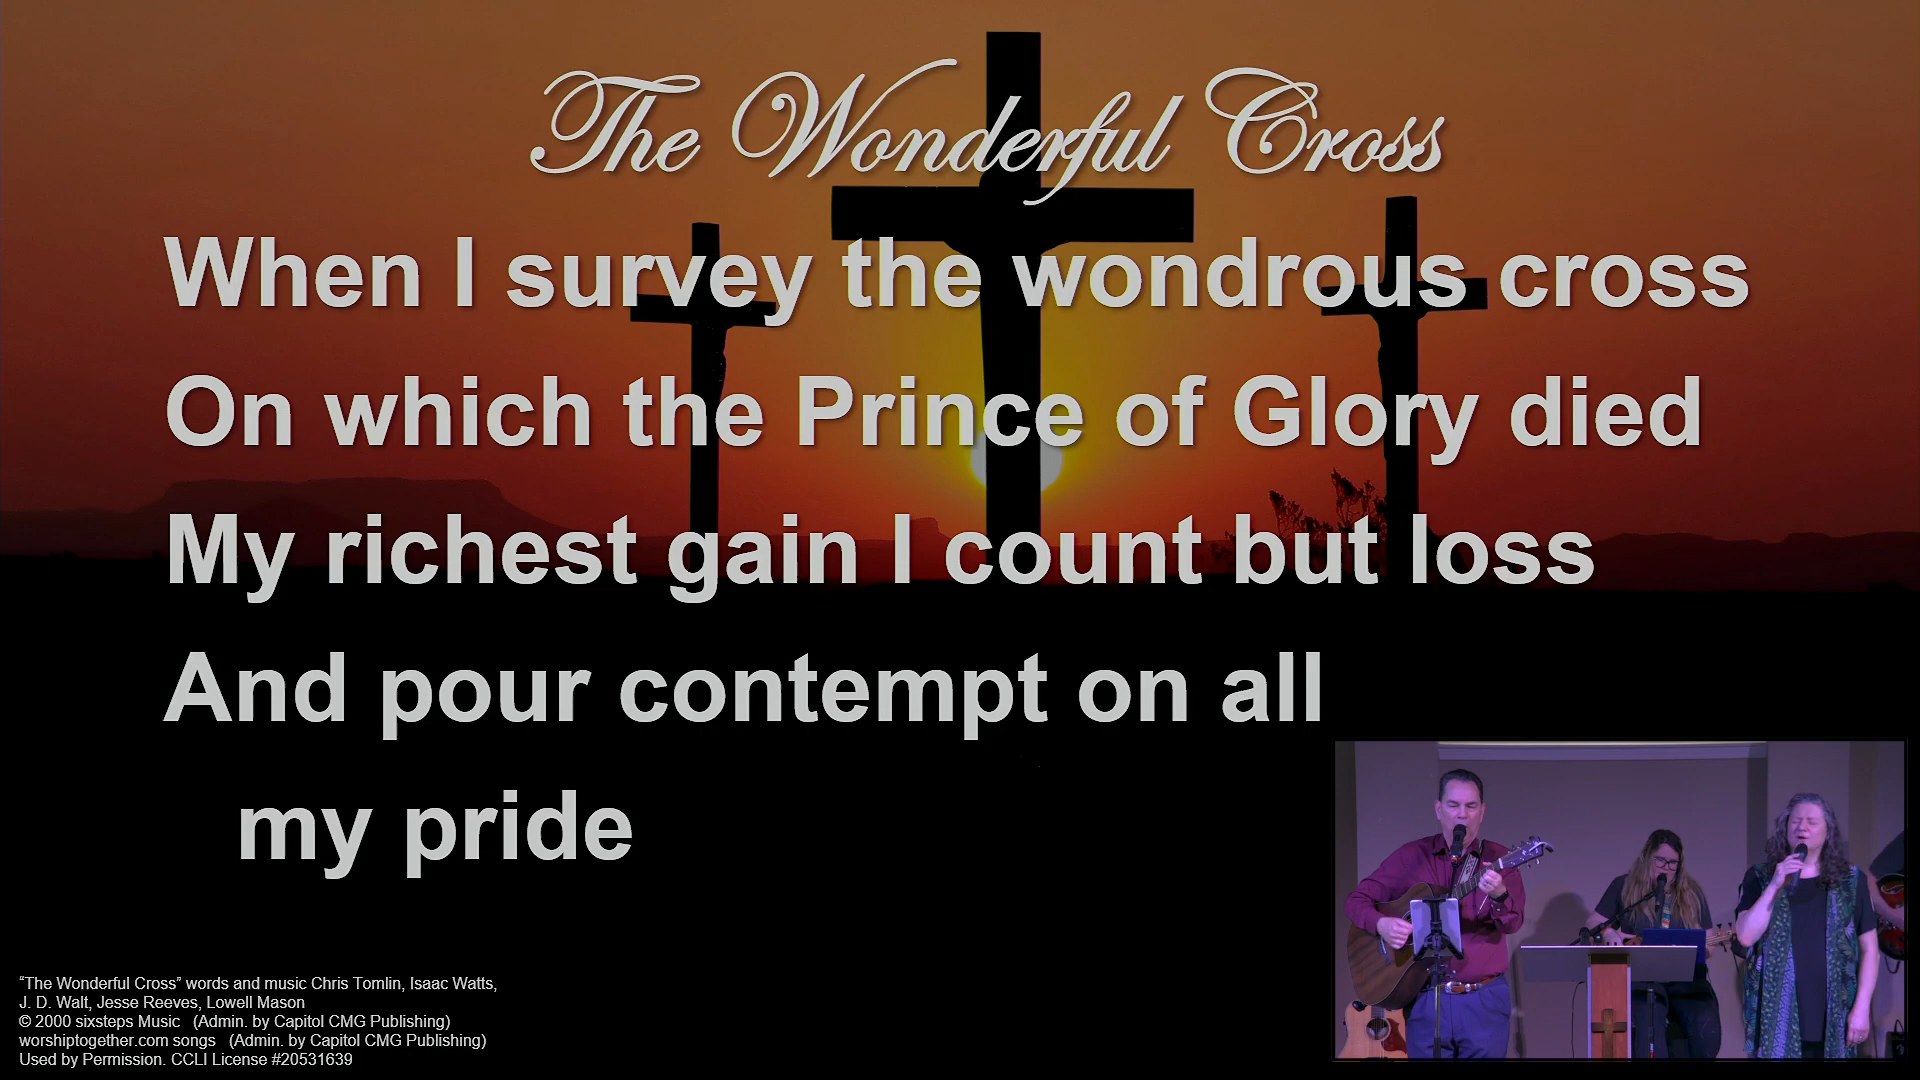 The Wonderful Cross
When I survey the wondrous cross
On which the Prince of Glory died
My richest gain I count but loss
And pour contempt on all
my pride
“The Wonderful Cross” words and music Chris Tomlin, Isaac Watts,
J. D. Walt, Jesse Reeves, Lowell Mason
© 2000 sixsteps Music (Admin. by Capitol CMG Publishing)
worshiptogether.com songs (Admin. by Capitol CMG Publishing)
Used by Permission. CCLI License #20531639